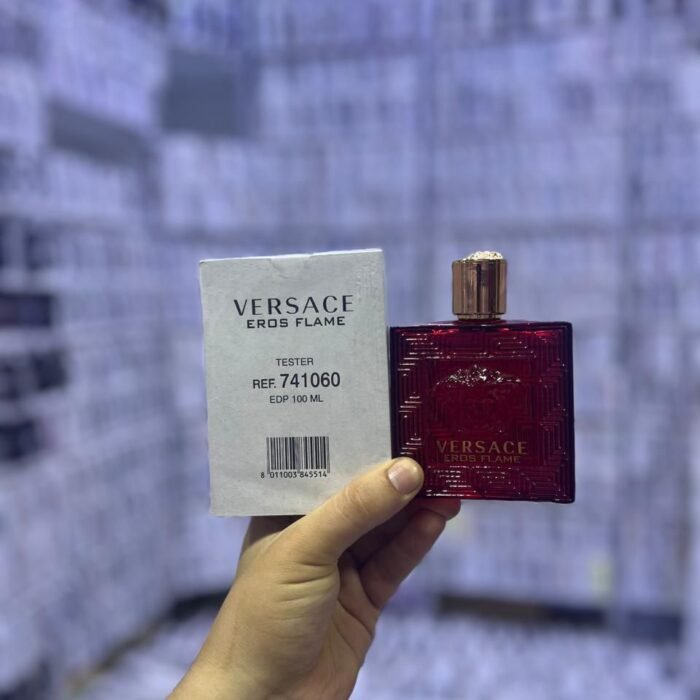 VERSACE
EROS FLAME
TESTER
REF. 741060
EDP 100 ML
8 011003 845514
VERSACE
EROS FLAME